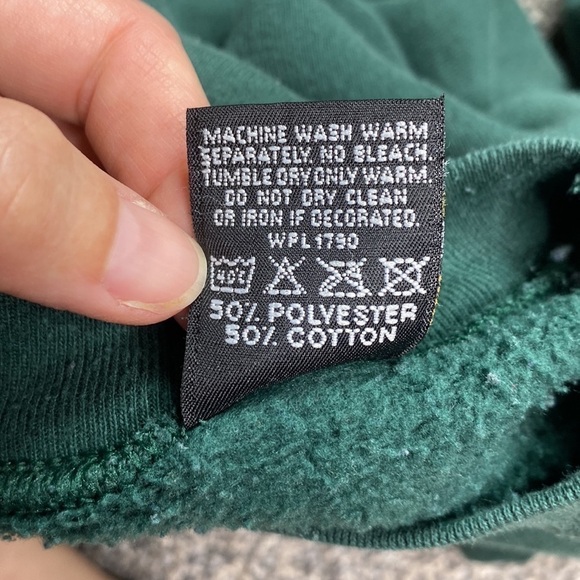 MACHINE WASH WARM
SEPARATELY. NO BLEACH.
TUMBLE DRY ONLY WARM
DO NOT DRY CLEAN
OR IRON IF DECORATED.
WPL 1790
40°
50% POLYESTER
50% COTTON